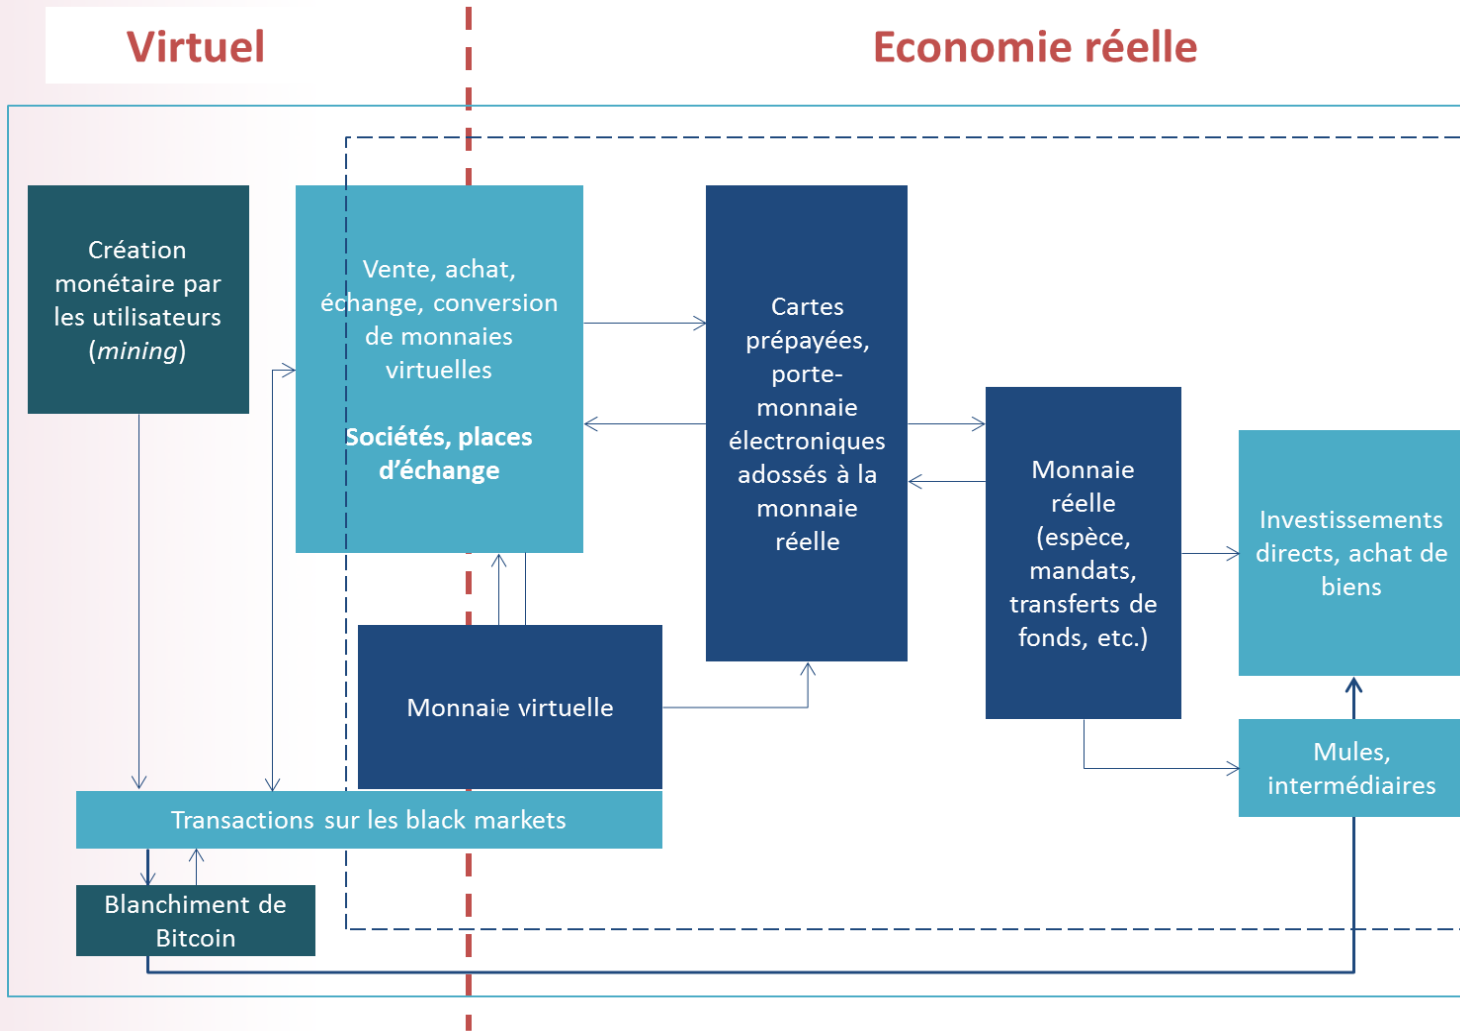 Virtuel
Economie réelle
Création
monétaire par
les utilisateurs
(mining)
Vente, achat,
échange, conversion
de monnaies
virtuelles
Sociétés, places
d’échange
Cartes
prépayées,
porte-
monnaie
électroniques
adossés à la
monnaie
réelle
Monnaie
réelle
(espèce,
mandats,
transferts de
fonds, etc.)
Investissements
directs, achat de
biens
Monnaie virtuelle
Mules,
intermédiaires
Transactions sur les black markets
Blanchiment de
Bitcoin